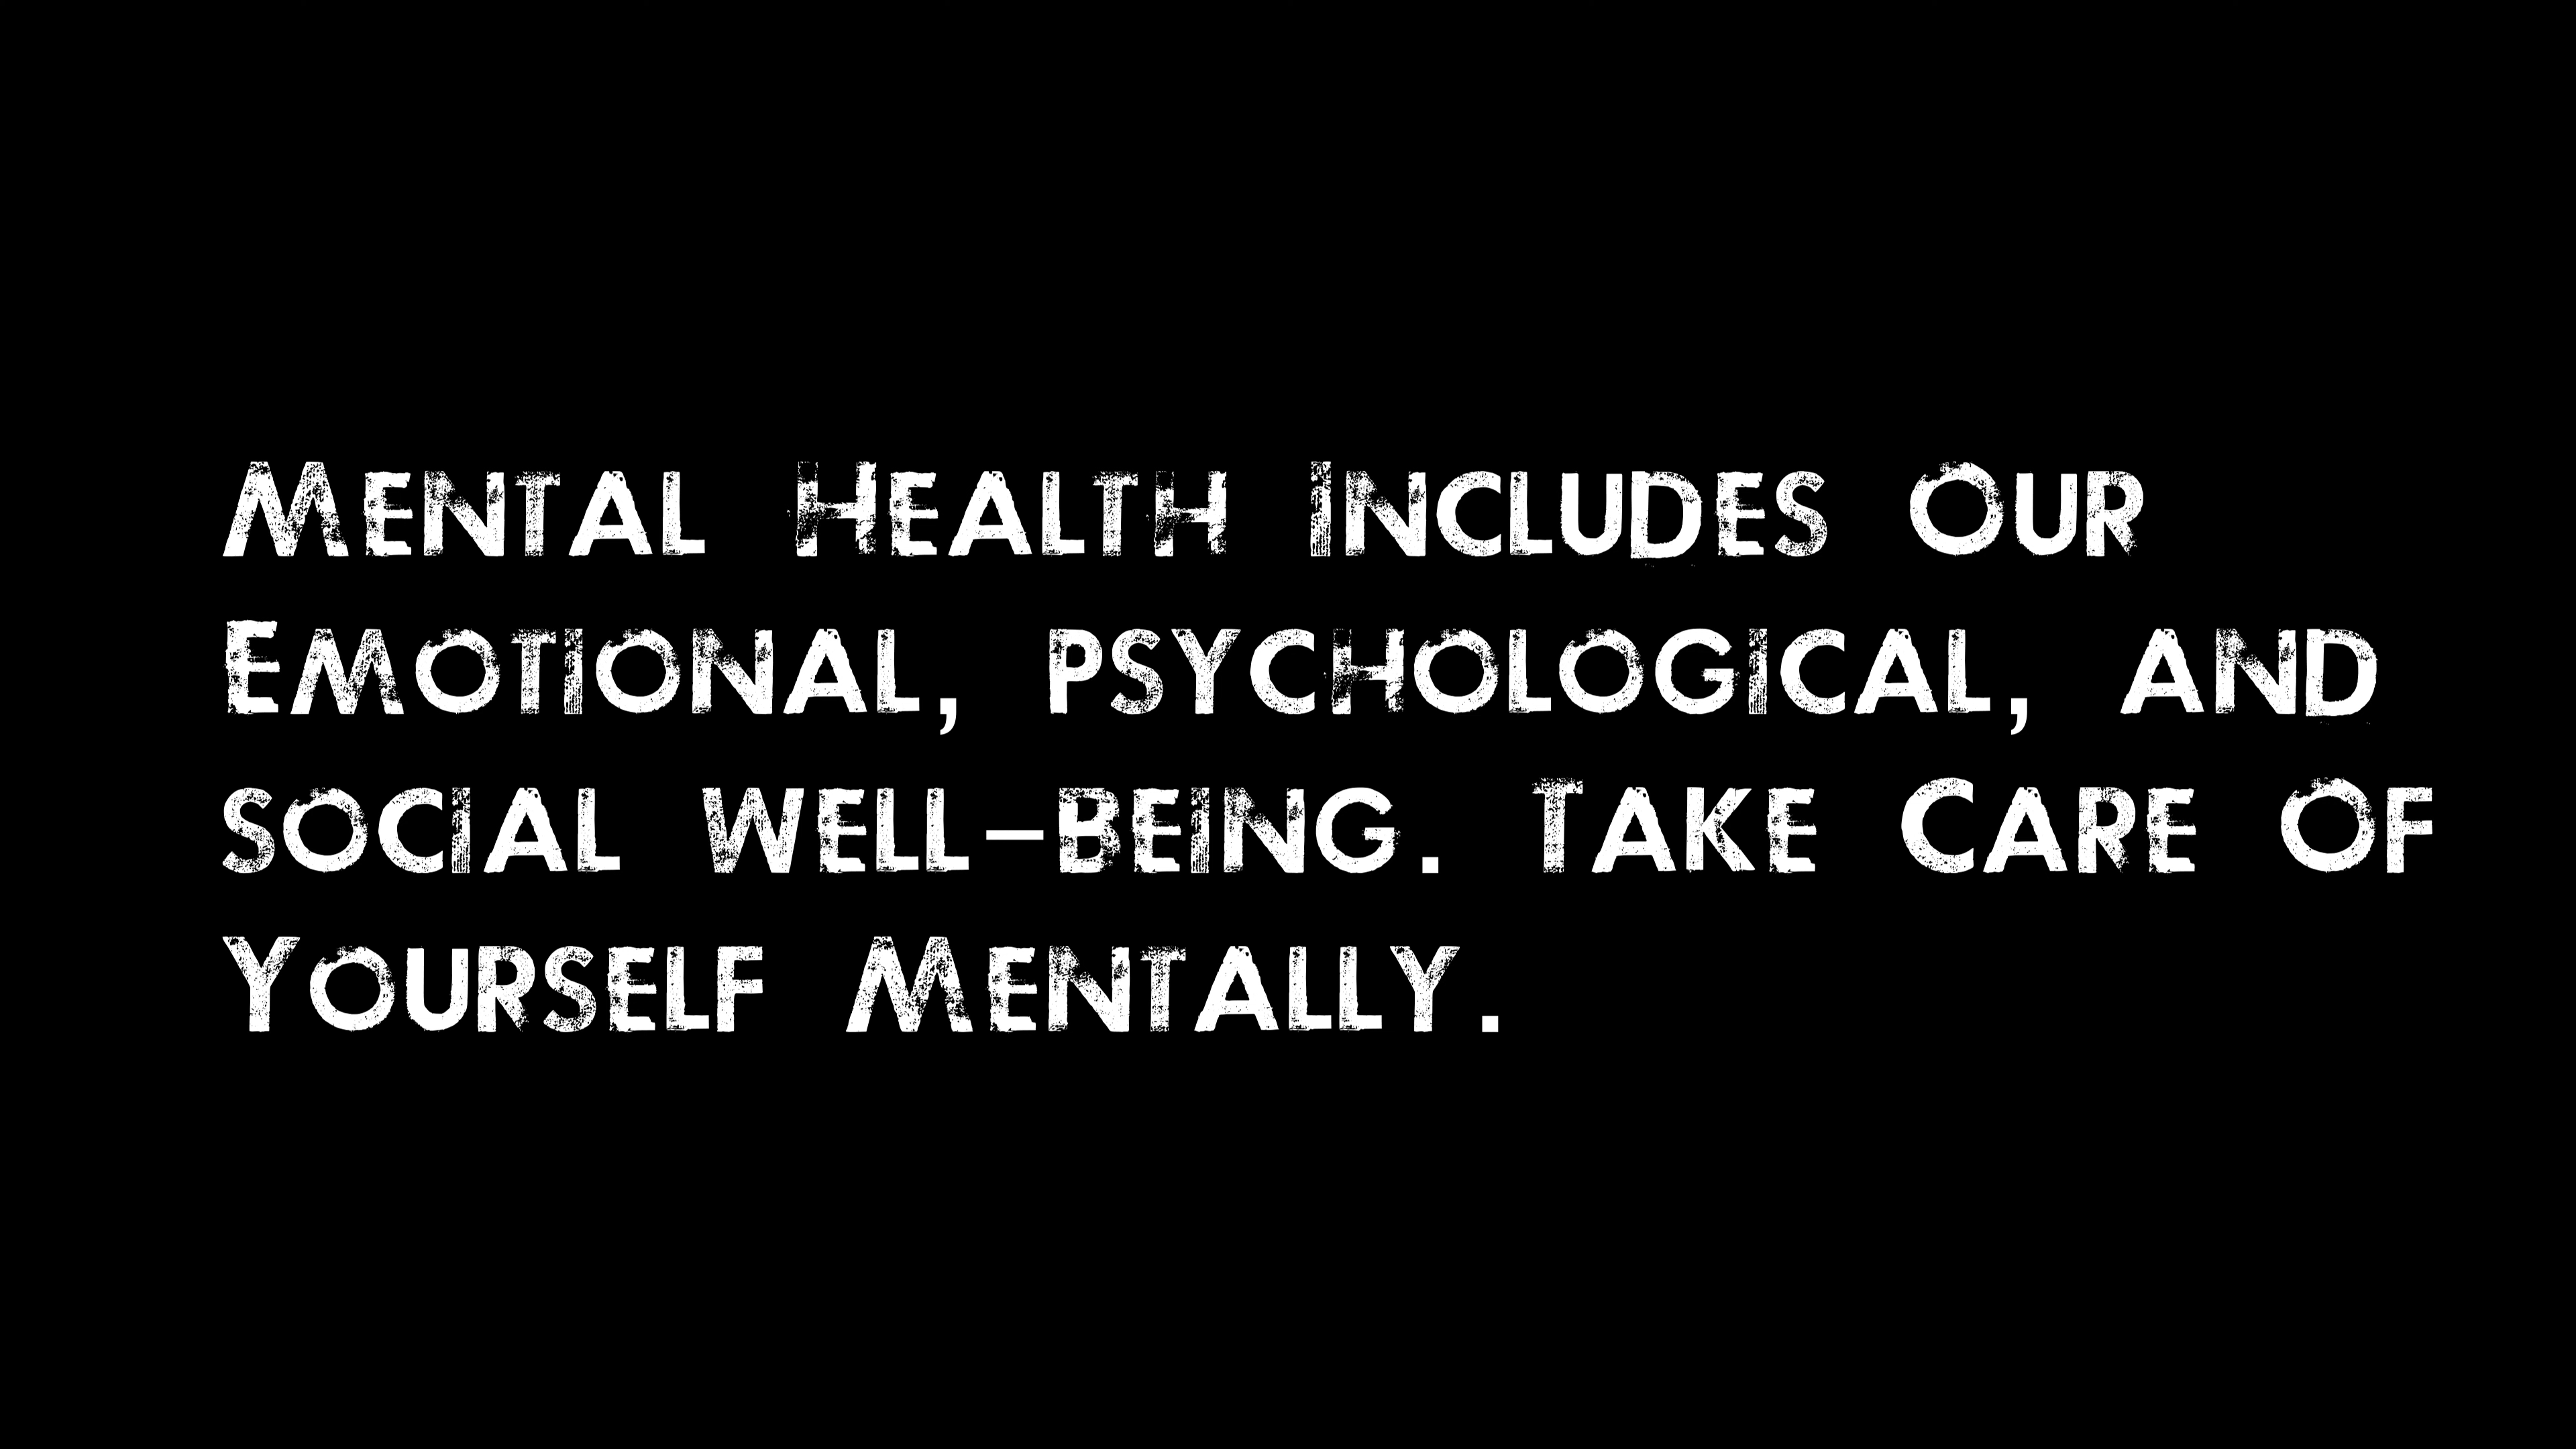 Mental Health Includes Our
Emotional, psychological, and
social well-being. Take Care Of
Yourself Mentally.